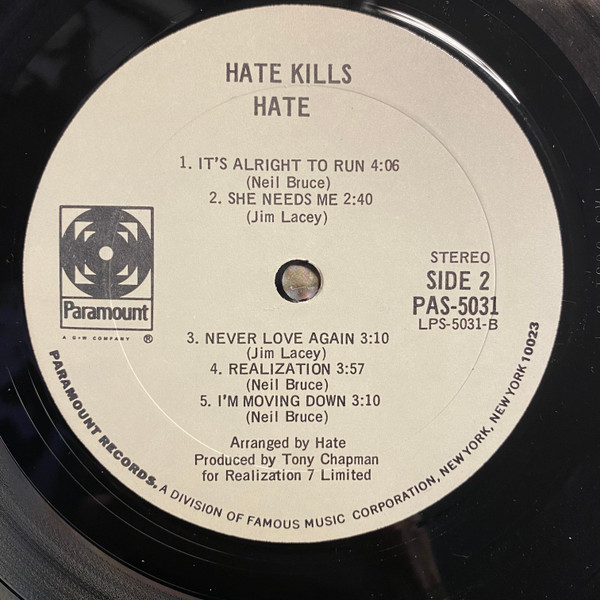 HATE KILLS
HATE
1. IT'S ALRIGHT TO RUN 4:06
(Neil Bruce)
2. SHE NEEDS ME 2:40
(Jim Lacey)
Paramount
A G+W COMPANY ®
STEREO
SIDE 2
PAS-5031
LPS-5031-B
3. NEVER LOVE AGAIN 3:10
(Jim Lacey)
4. REALIZATION 3:57
(Neil Bruce)
5. I'M MOVING DOWN 3:10
(Neil Bruce)
Arranged by Hate
Produced by Tony Chapman
for Realization 7 Limited
PARAMOUNT RECORDS, A DIVISION OF FAMOUS MUSIC CORPORATION, NEW YORK, NEW YORK 10023